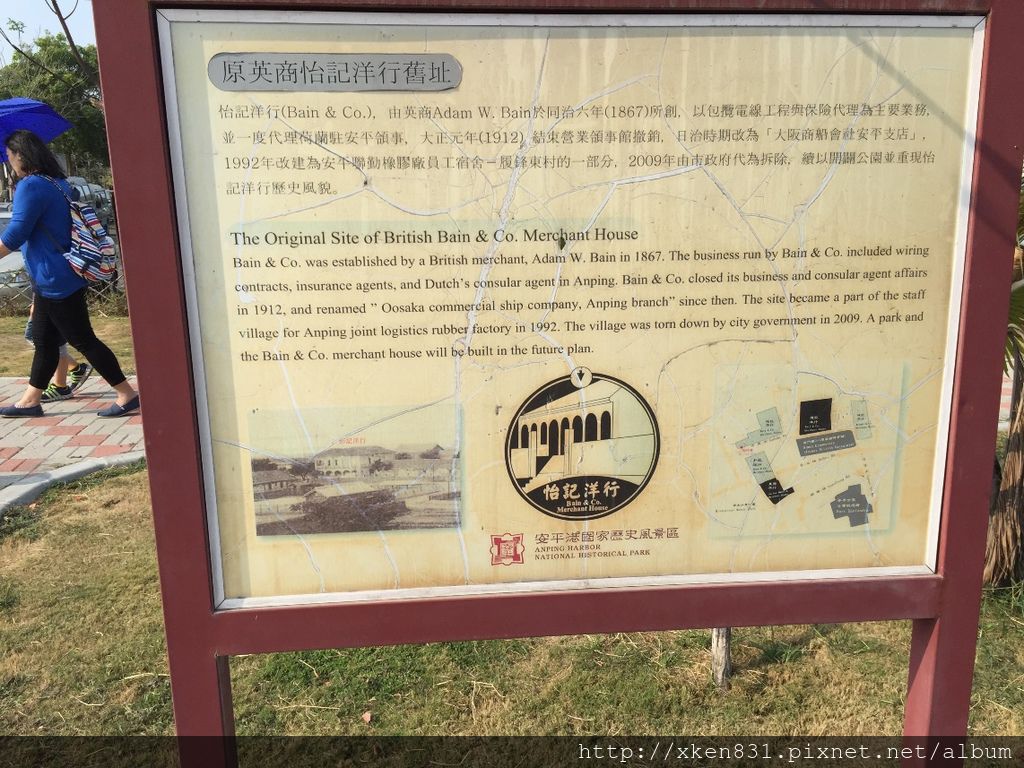 原英商怡記洋行舊址
怡記洋行(Bain & Co.)，由英商Adam W. Bain於同治六年(1867)所創，以包攬電線工程與保險代理為主要業務，
並一度代理荷蘭駐安平領事，大正元年(1912) 結束營業領事館撤銷，日治時期改為「大阪商船會社安平支店」，
1992年改建為安平聯勤橡膠廠員工宿舍－履鋒東村的一部分，2009年由市政府代為拆除，續以開闢公園並重現怡
記洋行歷史風貌。
The Original Site of British Bain & Co. Merchant House
Bain & Co. was established by a British merchant, Adam W. Bain in 1867. The business run by Bain & Co. included wiring
contracts, insurance agents, and Dutch's consular agent in Anping. Bain & Co. closed its business and consular agent affairs
in 1912, and renamed " Oosaka commercial ship company, Anping branch" since then. The site became a part of the staff
village for Anping joint logistics rubber factory in 1992. The village was torn down by city government in 2009. A park and
the Bain & Co. merchant house will be built in the future plan.
怡記洋行
怡記洋行
Bain & Co.
Merchant House
安平港國家歷史風景區
ANPING HARBOR
NATIONAL HISTORICAL PARK
http://xken831.pixnet.net/album